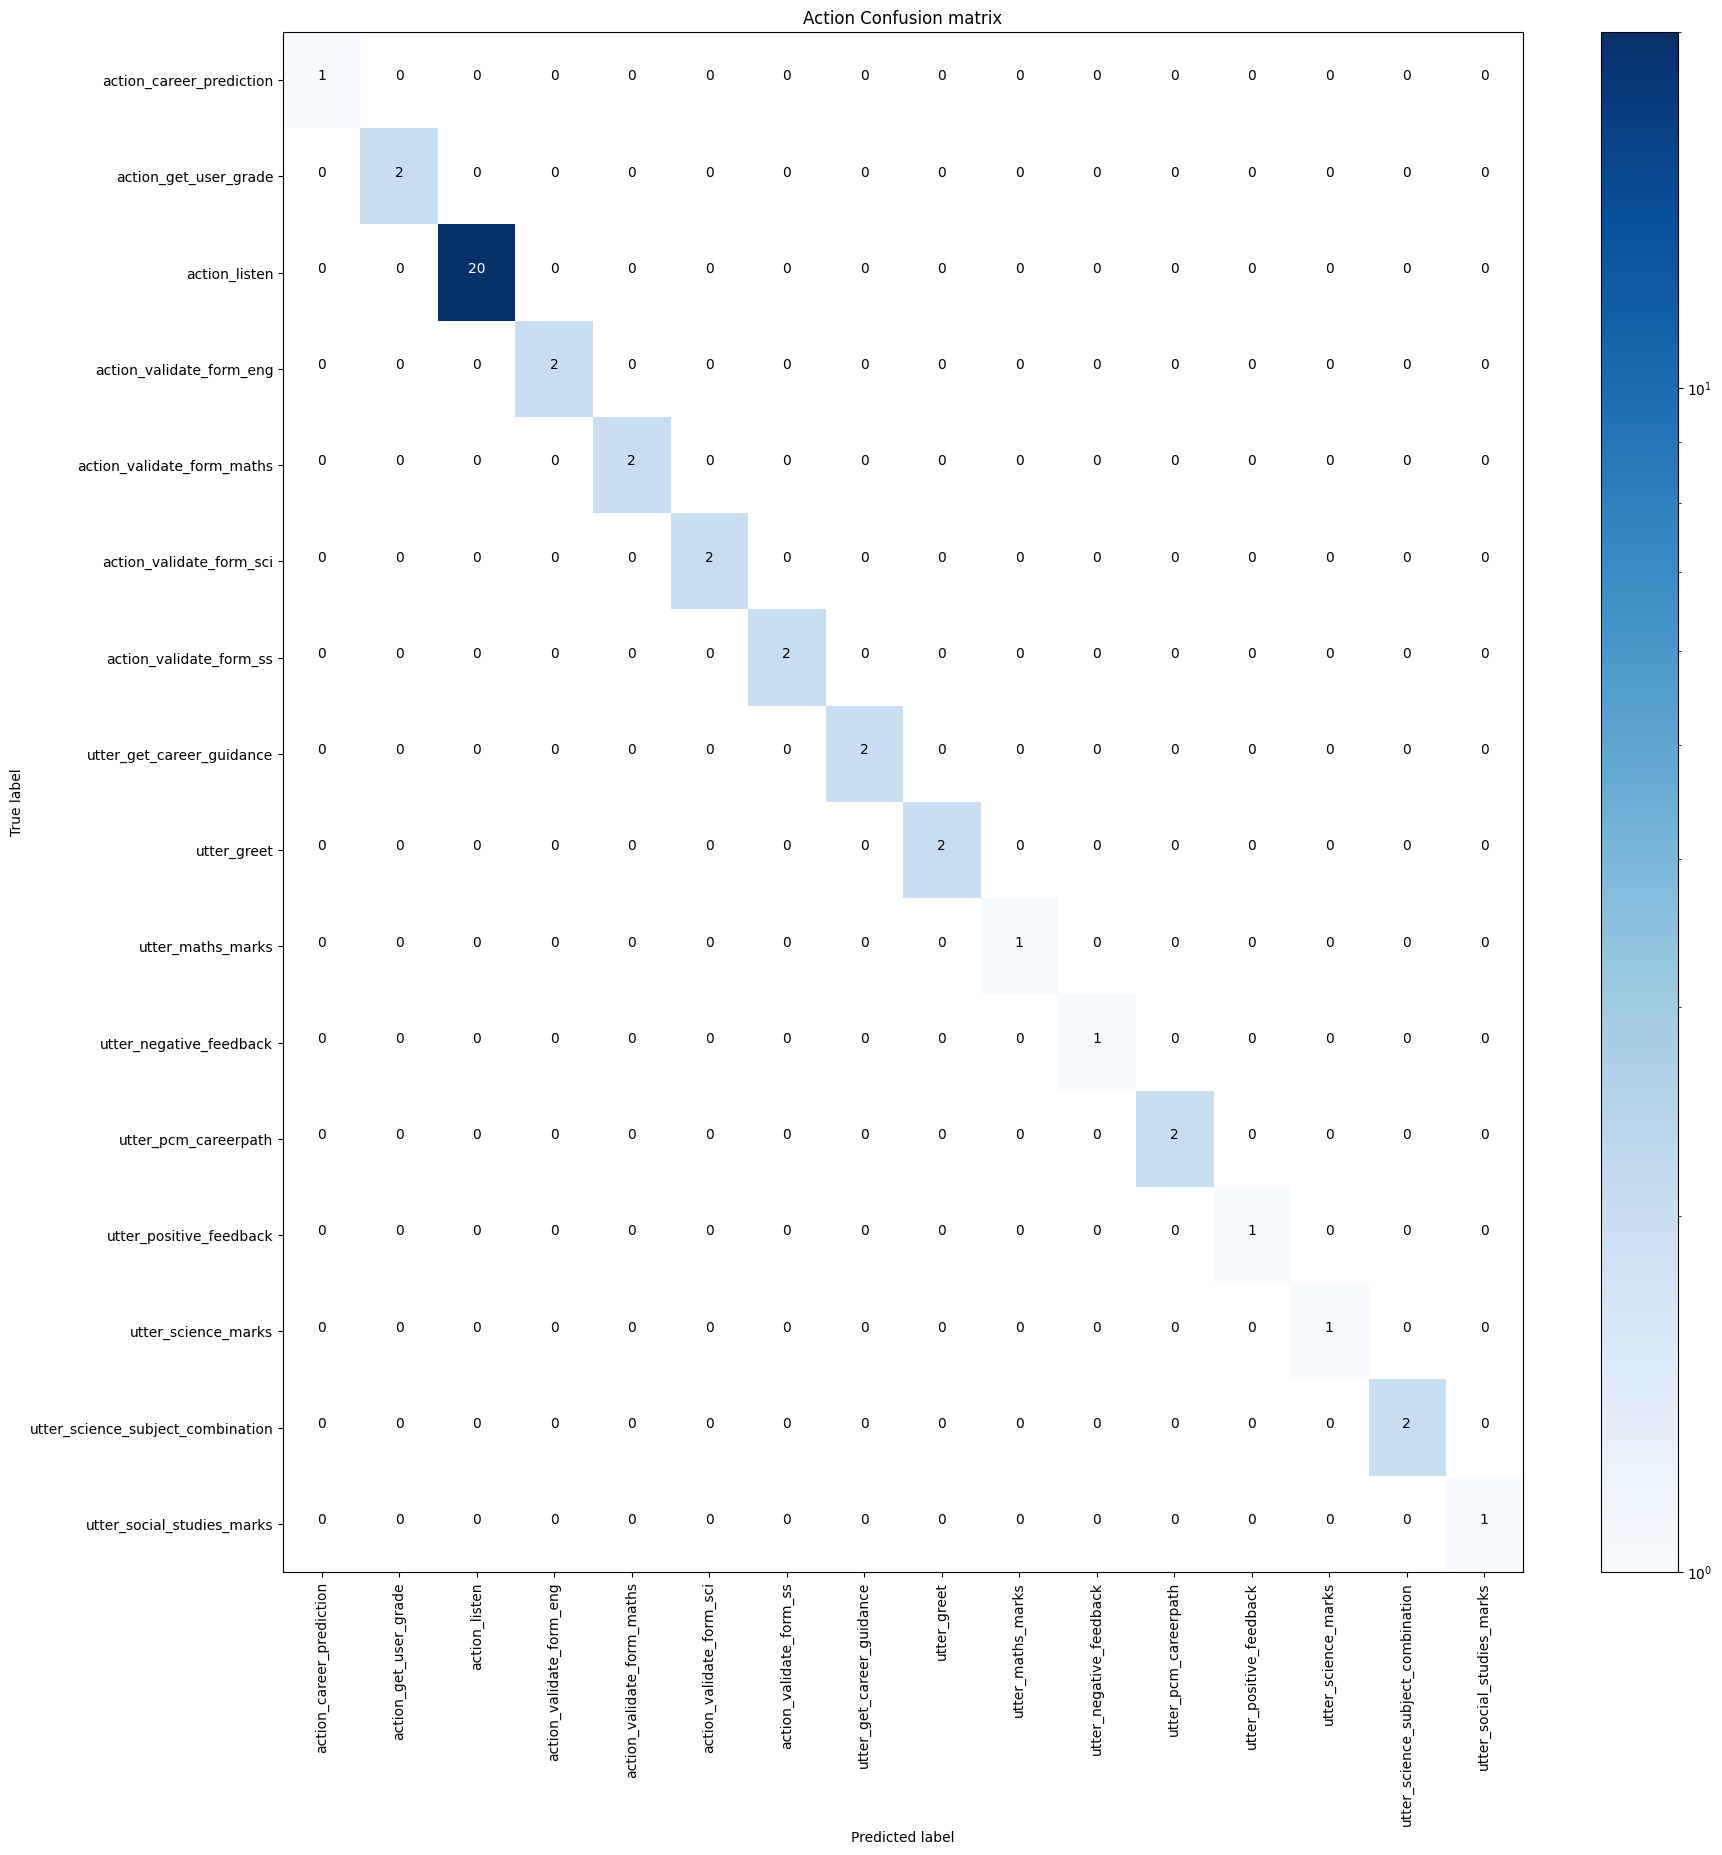 Action Confusion matrix
True label
action_career_prediction 1 0 0 0 0 0 0 0 0 0 0 0 0 0 0 0
action_get_user_grade 0 2 0 0 0 0 0 0 0 0 0 0 0 0 0 0
action_listen 0 0 20 0 0 0 0 0 0 0 0 0 0 0 0 0
action_validate_form_eng 0 0 0 2 0 0 0 0 0 0 0 0 0 0 0 0
action_validate_form_maths 0 0 0 0 2 0 0 0 0 0 0 0 0 0 0 0
action_validate_form_sci 0 0 0 0 0 2 0 0 0 0 0 0 0 0 0 0
action_validate_form_ss 0 0 0 0 0 0 2 0 0 0 0 0 0 0 0 0
utter_get_career_guidance 0 0 0 0 0 0 0 2 0 0 0 0 0 0 0 0
utter_greet 0 0 0 0 0 0 0 0 2 0 0 0 0 0 0 0
utter_maths_marks 0 0 0 0 0 0 0 0 0 1 0 0 0 0 0 0
utter_negative_feedback 0 0 0 0 0 0 0 0 0 0 1 0 0 0 0 0
utter_pcm_careerpath 0 0 0 0 0 0 0 0 0 0 0 2 0 0 0 0
utter_positive_feedback 0 0 0 0 0 0 0 0 0 0 0 0 1 0 0 0
utter_science_marks 0 0 0 0 0 0 0 0 0 0 0 0 0 1 0 0
utter_science_subject_combination 0 0 0 0 0 0 0 0 0 0 0 0 0 0 2 0
utter_social_studies_marks 0 0 0 0 0 0 0 0 0 0 0 0 0 0 0 1
action_career_prediction
action_get_user_grade
action_listen
action_validate_form_eng
action_validate_form_maths
action_validate_form_sci
action_validate_form_ss
utter_get_career_guidance
utter_greet
utter_maths_marks
utter_negative_feedback
utter_pcm_careerpath
utter_positive_feedback
utter_science_marks
utter_science_subject_combination
utter_social_studies_marks
Predicted label
10¹
10⁰